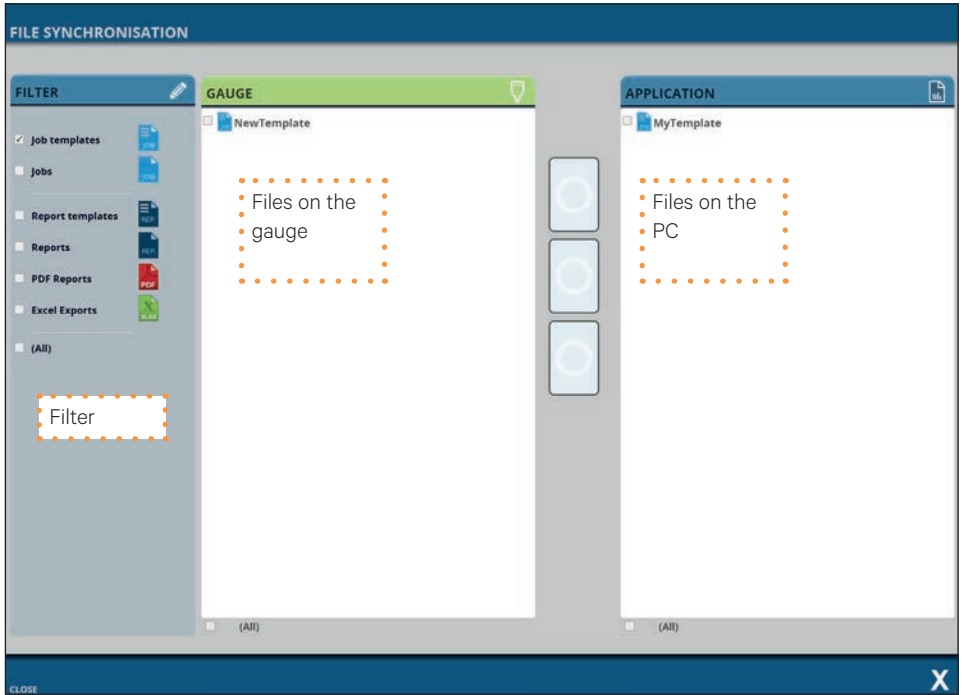 FILE SYNCHRONISATION
FILTER
Job templates
JOB
Jobs
JOB
Report templates
REP
Reports
REP
PDF Reports
PDF
Excel Exports
XLSX
(All)
Filter
GAUGE
NewTemplate
Files on the
gauge
(All)
APPLICATION
MyTemplate
Files on the
PC
(All)
CLOSE
X